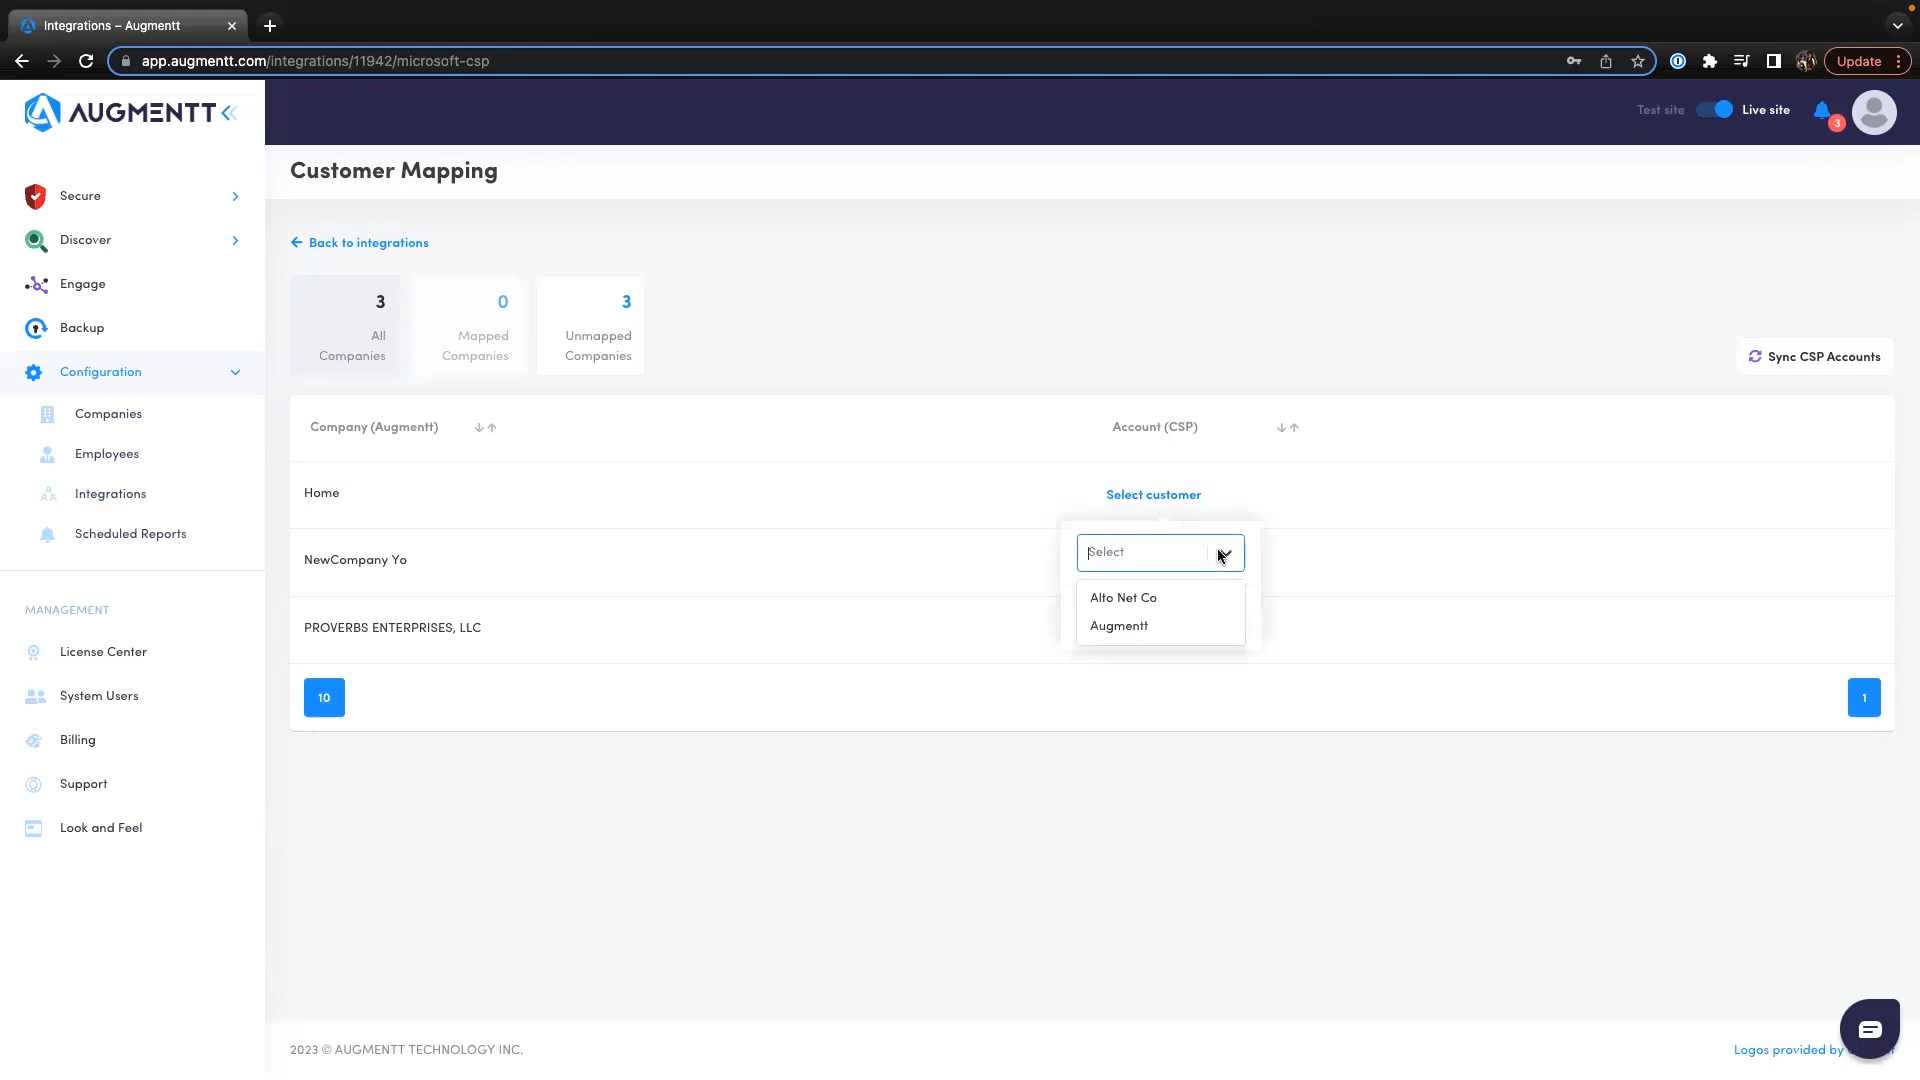 Integrations – Augmentt
app.augmentt.com/integrations/11942/microsoft-csp
Update
AUGMENTT
Test site
Live site
3
Customer Mapping
Secure
Discover
Engage
Backup
Configuration
Companies
Employees
Integrations
Scheduled Reports
MANAGEMENT
License Center
System Users
Billing
Support
Look and Feel
Back to integrations
3
All
Companies
0
Mapped
Companies
3
Unmapped
Companies
Sync CSP Accounts
Company (Augmentt)
Account (CSP)
Home
Select customer
NewCompany Yo
Select
Alto Net Co
Augmentt
PROVERBS ENTERPRISES, LLC
10
1
2023 © AUGMENTT TECHNOLOGY INC.
Logos provided by